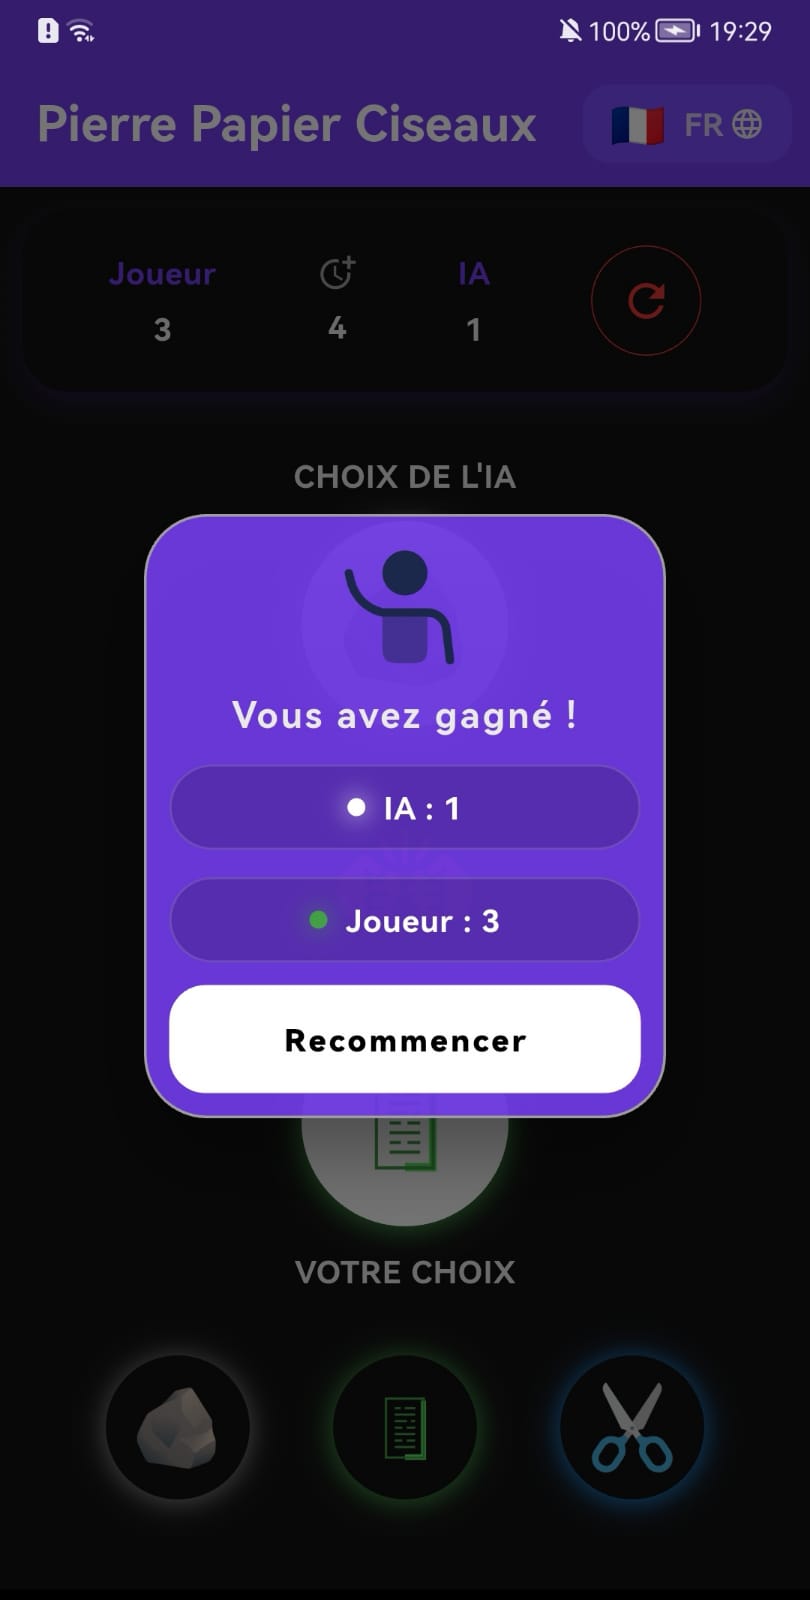 100% 19:29
Pierre Papier Ciseaux
FR
Joueur
3
4
IA
1
CHOIX DE L'IA
Vous avez gagné !
IA : 1
Joueur : 3
Recommencer
VOTRE CHOIX